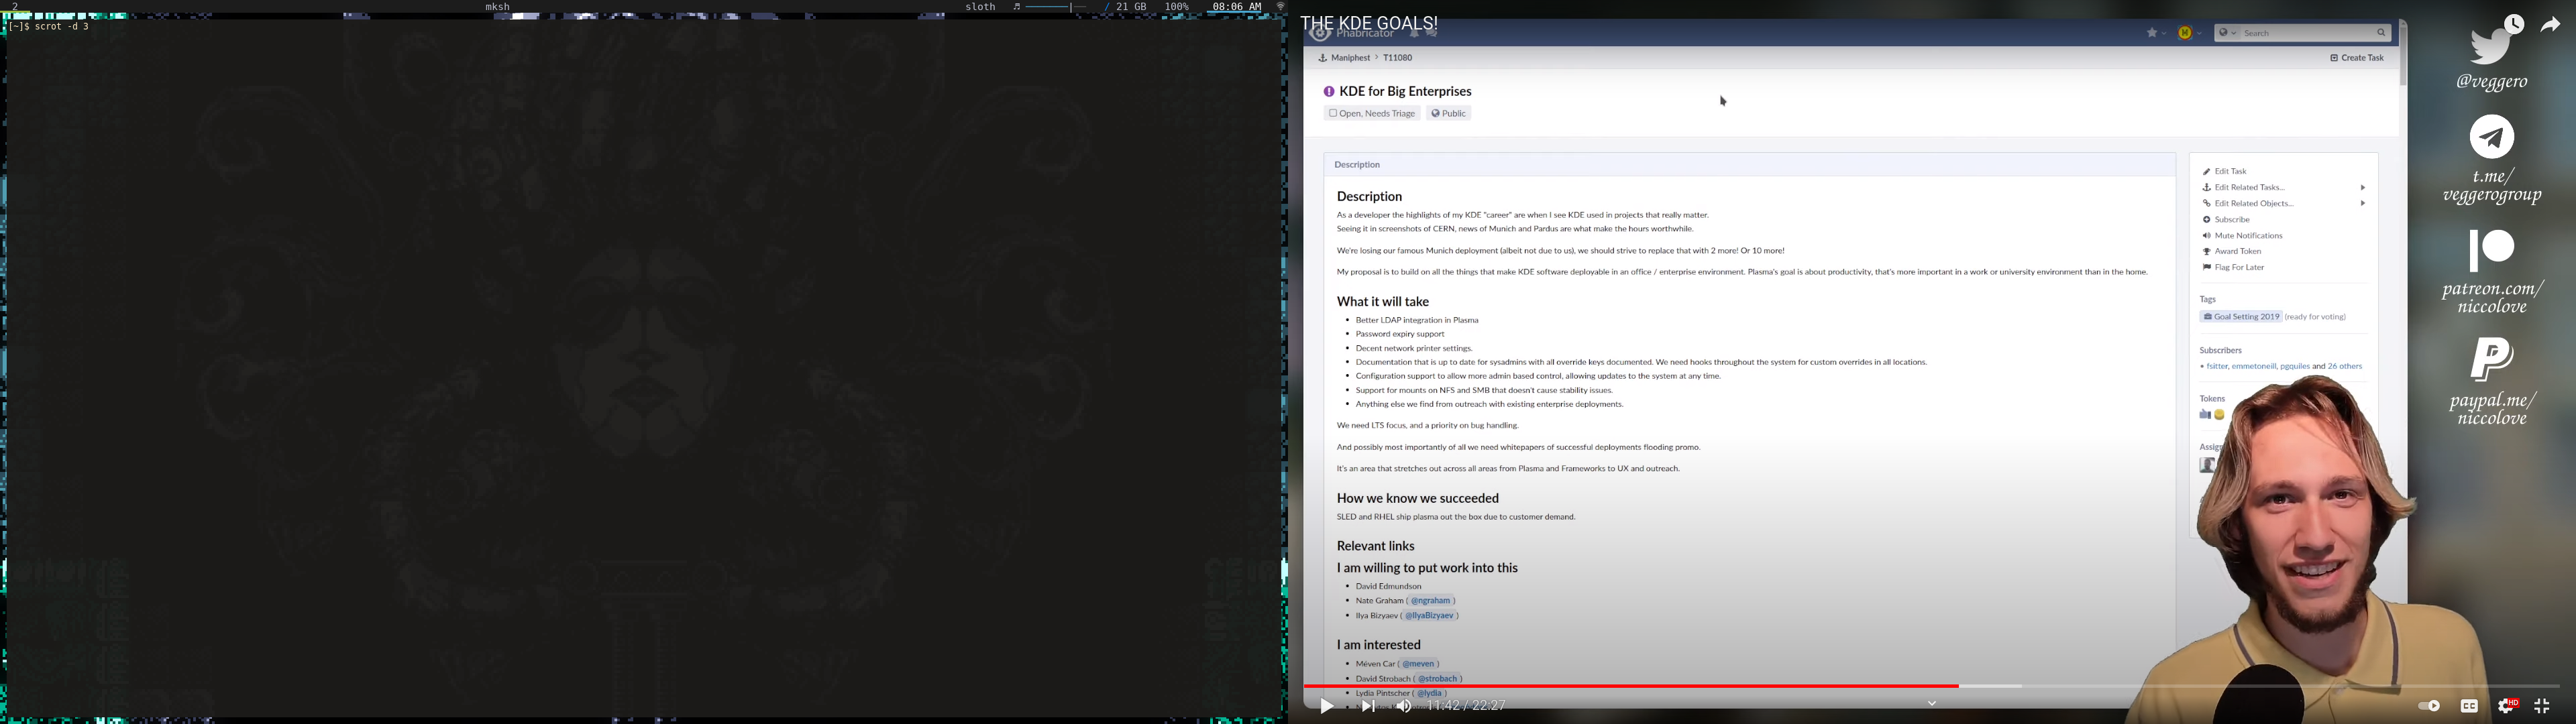 2
mksh
sloth
/ 21 GB
100%
08:06 AM
[~]$ scrot -d 3
THE KDE GOALS!
Phabricator
Search
Maniphest > T11080
Create Task
KDE for Big Enterprises
Open, Needs Triage
Public
Description
Description
As a developer the highlights of my KDE "career" are when I see KDE used in projects that really matter.
Seeing it in screenshots of CERN, news of Munich and Pardus are what make the hours worthwhile.
We're losing our famous Munich deployment (albeit not due to us), we should strive to replace that with 2 more! Or 10 more!
My proposal is to build on all the things that make KDE software deployable in an office / enterprise environment. Plasma's goal is about productivity, that's more important in a work or university environment than in the home.
What it will take
• Better LDAP integration in Plasma
• Password expiry support
• Decent network printer settings.
• Documentation that is up to date for sysadmins with all override keys documented. We need hooks throughout the system for custom overrides in all locations.
• Configuration support to allow more admin based control, allowing updates to the system at any time.
• Support for mounts on NFS and SMB that doesn't cause stability issues.
• Anything else we find from outreach with existing enterprise deployments.
We need LTS focus, and a priority on bug handling.
And possibly most importantly of all we need whitepapers of successful deployments flooding promo.
It's an area that stretches out across all areas from Plasma and Frameworks to UX and outreach.
How we know we succeeded
SLED and RHEL ship plasma out the box due to customer demand.
Relevant links
I am willing to put work into this
• David Edmundson
• Nate Graham ( @ngraham )
• Ilya Bizyaev ( @IlyaBizyaev )
I am interested
• Méven Car ( @meven )
• David Strobach ( @strobach )
• Lydia Pintscher ( @lydia )
Edit Task
Edit Related Tasks...
Edit Related Objects...
Subscribe
Mute Notifications
Award Token
Flag For Later
Tags
Goal Setting 2019 (ready for voting)
Subscribers
• fsitter, emmetoneill, pgquiles and 26 others
Tokens
Assig
@veggero
t.me/
veggerogroup
patreon.com/
niccolove
paypal.me/
niccolove
11:42 / 22:27
CC
HD